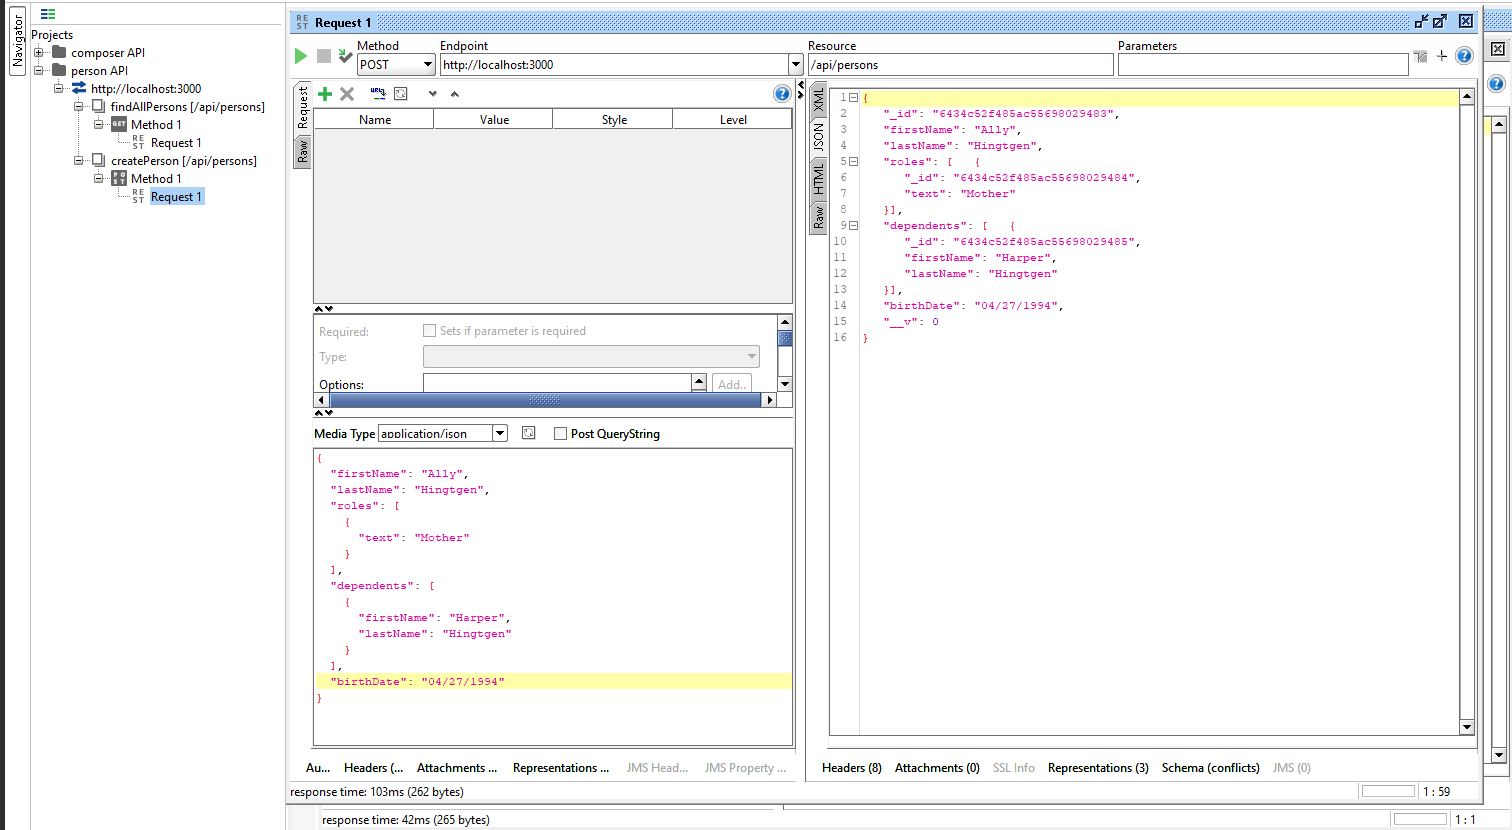 Navigator
Projects
composer API
person API
http://localhost:3000
findAllPersons [/api/persons]
GET Method 1
REST Request 1
createPerson [/api/persons]
POST Method 1
REST Request 1
REST Request 1
Method
Endpoint
Resource
Parameters
POST
http://localhost:3000
/api/persons
Request
Raw
Name Value Style Level
Required: Sets if parameter is required
Type:
Options: Add..
Media Type application/json Post QueryString
{
"firstName": "Ally",
"lastName": "Hingtgen",
"roles": [
{
"text": "Mother"
}
],
"dependents": [
{
"firstName": "Harper",
"lastName": "Hingtgen"
}
],
"birthDate": "04/27/1994"
}
Au... Headers (... Attachments ... Representations ... JMS Head... JMS Property ...
XML
JSON
HTML
Raw
1 {
2 "_id": "6434c52f485ac55698029483",
3 "firstName": "Ally",
4 "lastName": "Hingtgen",
5 "roles": [ {
6 "_id": "6434c52f485ac55698029484",
7 "text": "Mother"
8 }],
9 "dependents": [ {
10 "_id": "6434c52f485ac55698029485",
11 "firstName": "Harper",
12 "lastName": "Hingtgen"
13 }],
14 "birthDate": "04/27/1994",
15 "__v": 0
16 }
Headers (8) Attachments (0) SSL Info Representations (3) Schema (conflicts) JMS (0)
response time: 103ms (262 bytes) 1 : 59
response time: 42ms (265 bytes) 1 : 1